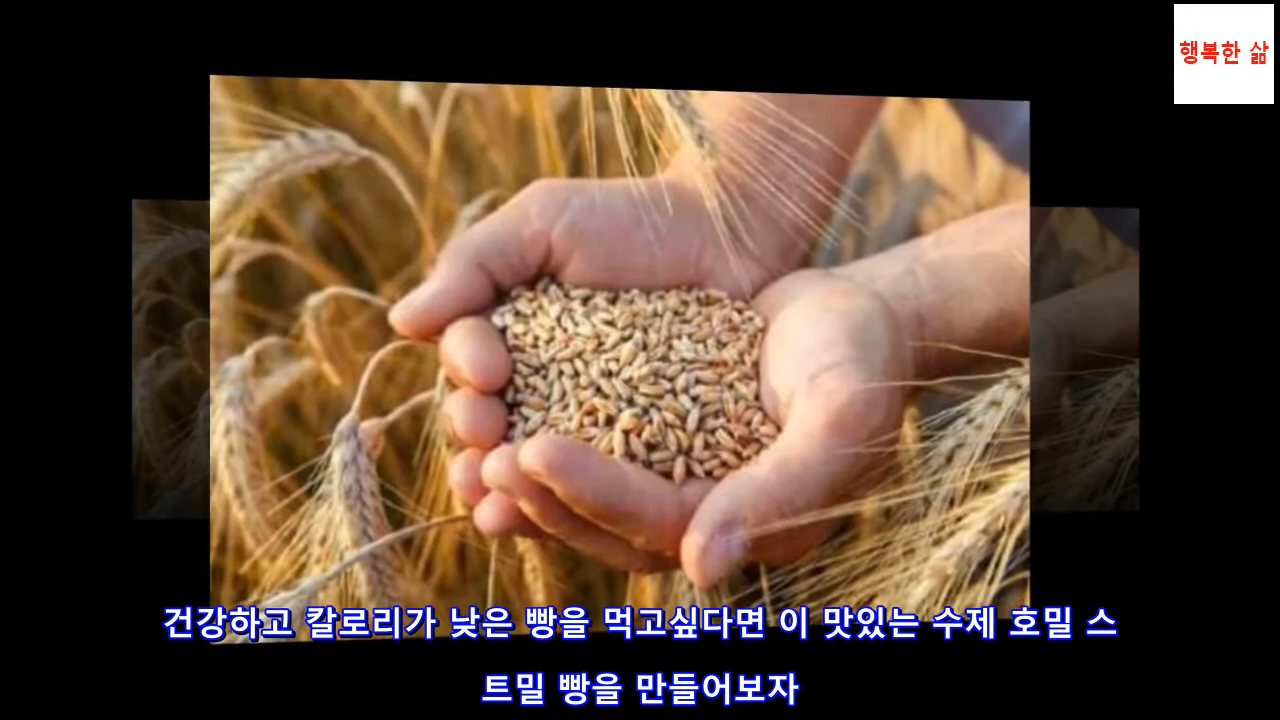 행복한 삶
건강하고 칼로리가 낮은 빵을 먹고싶다면 이 맛있는 수제 호밀 스
트밀 빵을 만들어보자